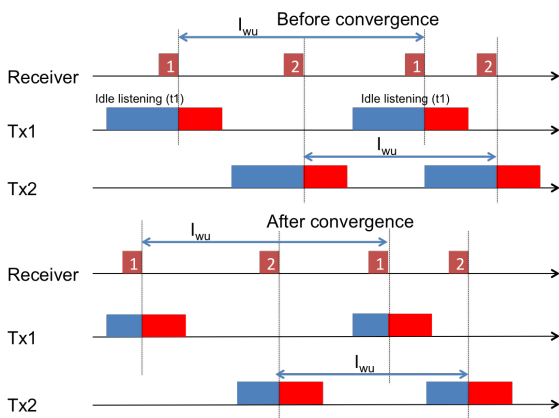 Before convergence
I_wu
1 2 1 2
Receiver
Idle listening (t1) Idle listening (t1)
Tx1
I_wu
Tx2
After convergence
I_wu
1 2 1 2
Receiver
Tx1
I_wu
Tx2